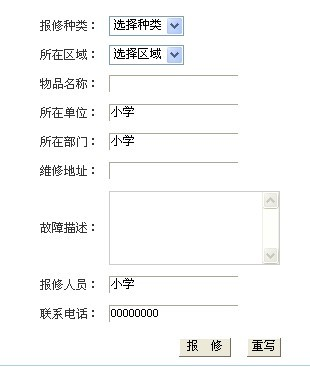 报修种类： 选择种类
所在区域： 选择区域
物品名称：
所在单位： 小学
所在部门： 小学
维修地址：
故障描述：
报修人员： 小学
联系电话： 00000000
报 修 重写